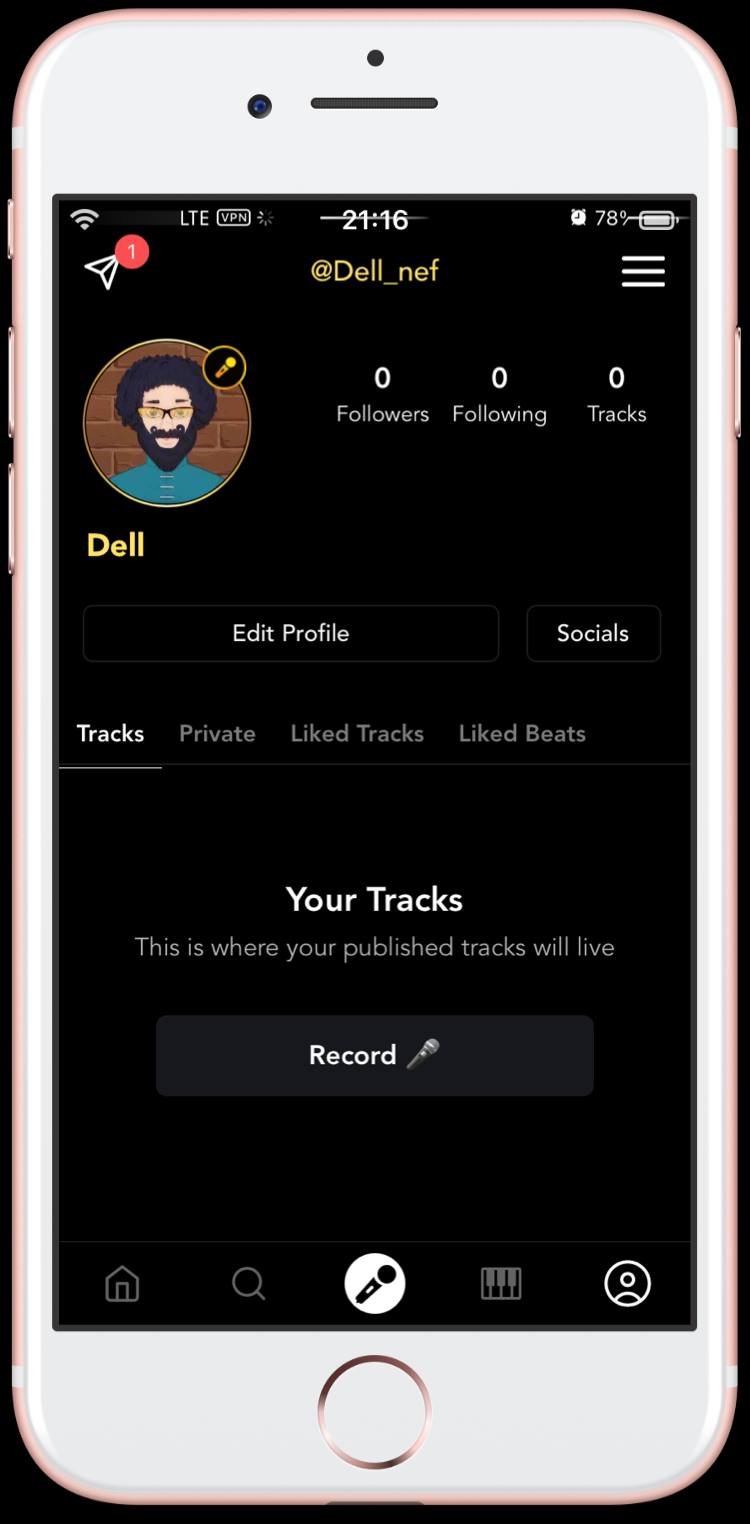 LTE VPN 21:16 78%
1
@Dell_nef
0 0 0
Followers Following Tracks
Dell
Edit Profile Socials
Tracks Private Liked Tracks Liked Beats
Your Tracks
This is where your published tracks will live
Record